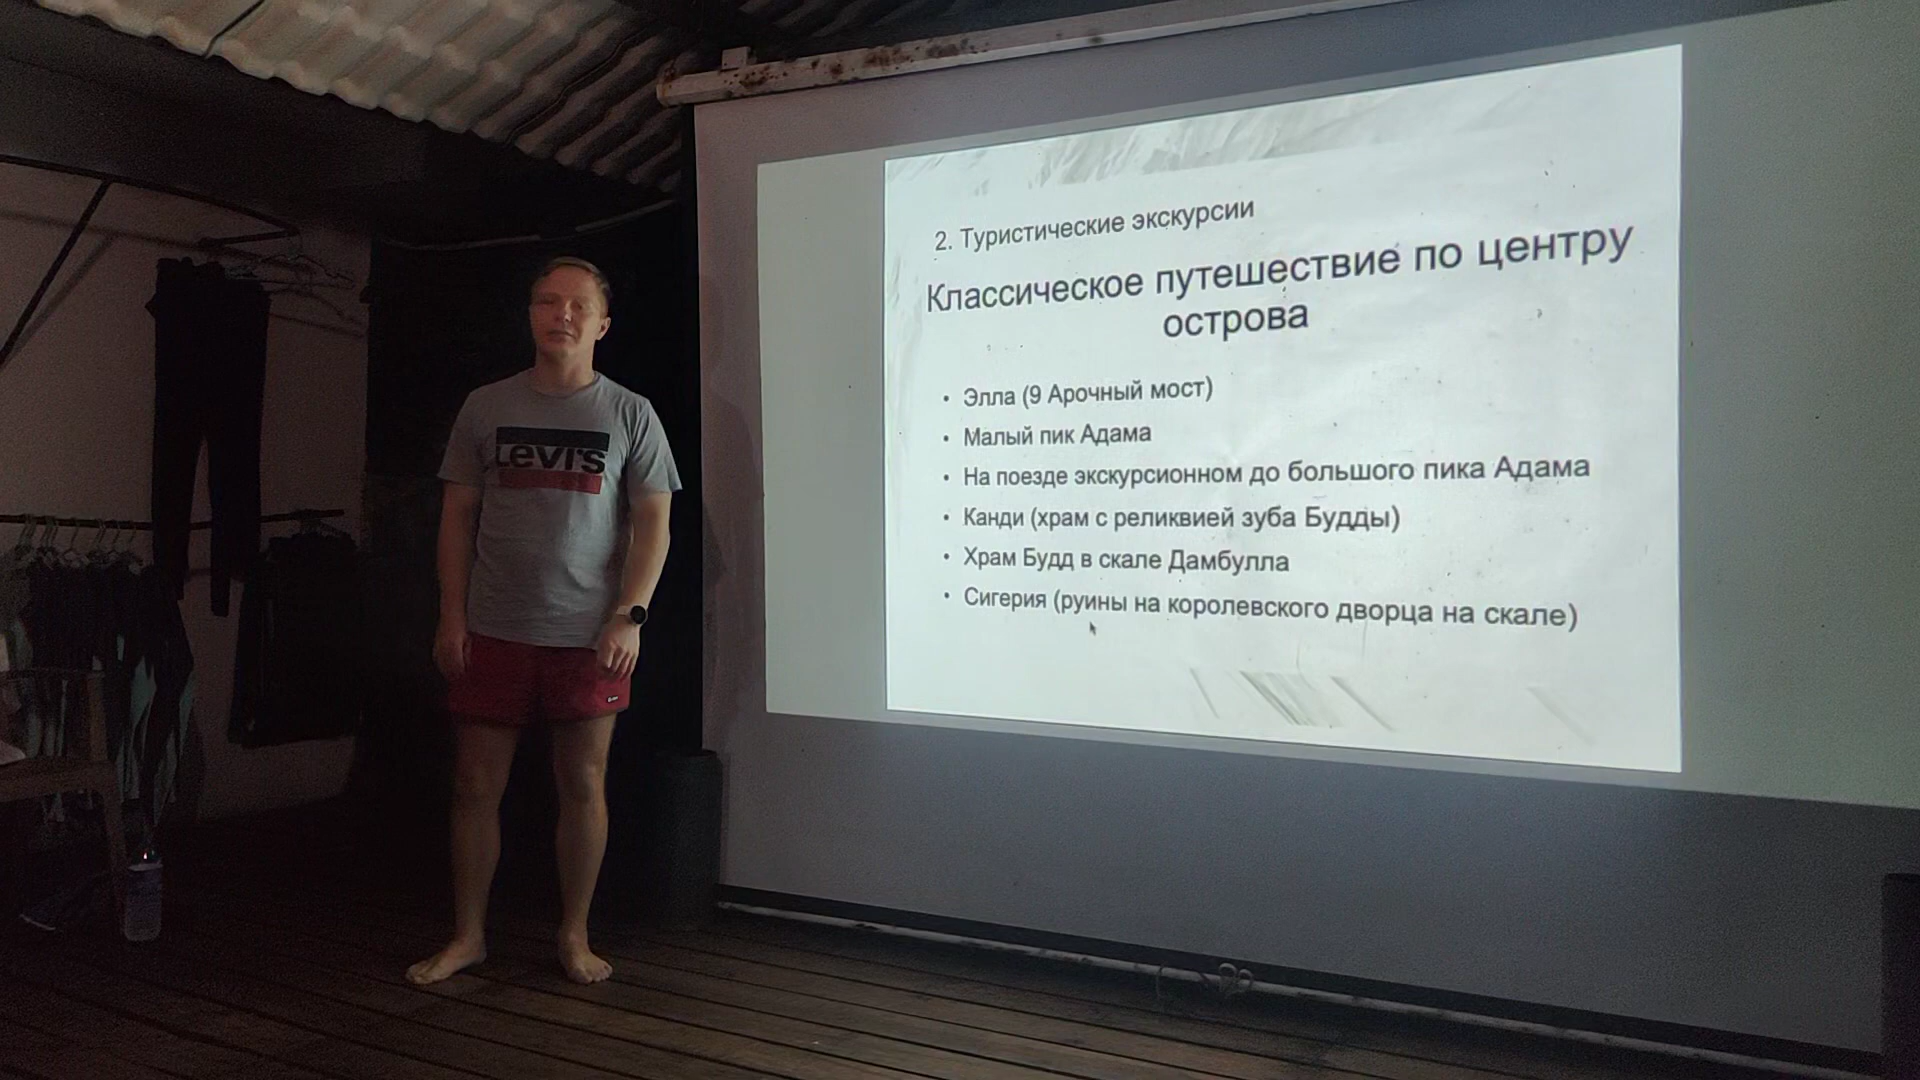 LEVI'S
2. Туристические экскурсии
Классическое путешествие по центру
острова
• Элла (9 Арочный мост)
• Малый пик Адама
• На поезде экскурсионном до большого пика Адама
• Канди (храм с реликвией зуба Будды)
• Храм Будд в скале Дамбулла
• Сигерия (руины на королевского дворца на скале)